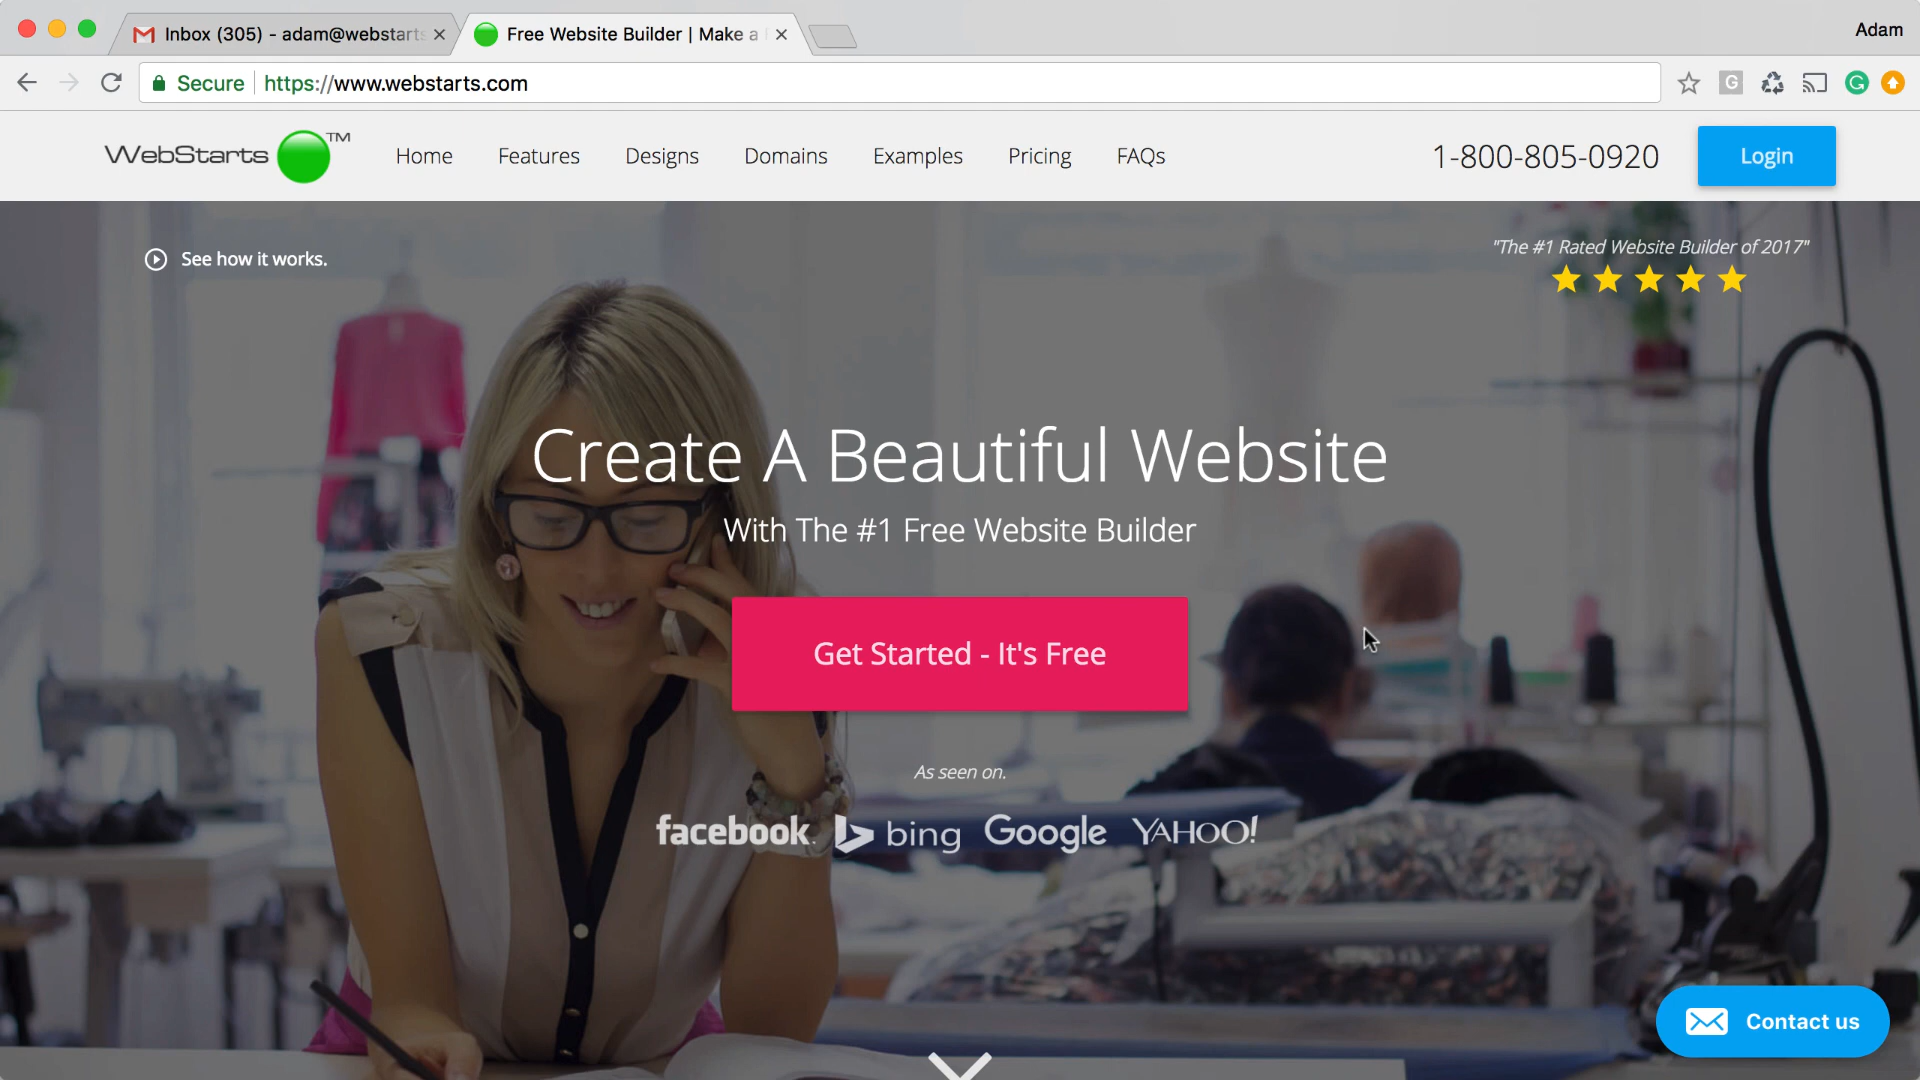 Inbox (305) - adam@webstarts
Free Website Builder | Make a
Adam
Secure
https://www.webstarts.com
G
G
WebStarts™
Home
Features
Designs
Domains
Examples
Pricing
FAQs
1-800-805-0920
Login
See how it works.
"The #1 Rated Website Builder of 2017"
Create A Beautiful Website
With The #1 Free Website Builder
Get Started - It's Free
As seen on.
facebook.
bing
Google
YAHOO!
Contact us